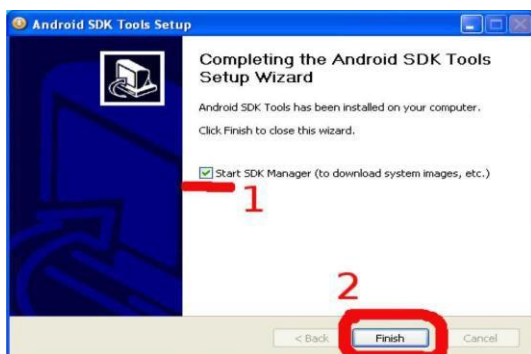 Android SDK Tools Setup
Completing the Android SDK Tools
Setup Wizard
Android SDK Tools has been installed on your computer.
Click Finish to close this wizard.
Start SDK Manager (to download system images, etc.)
1
2
< Back
Finish
Cancel